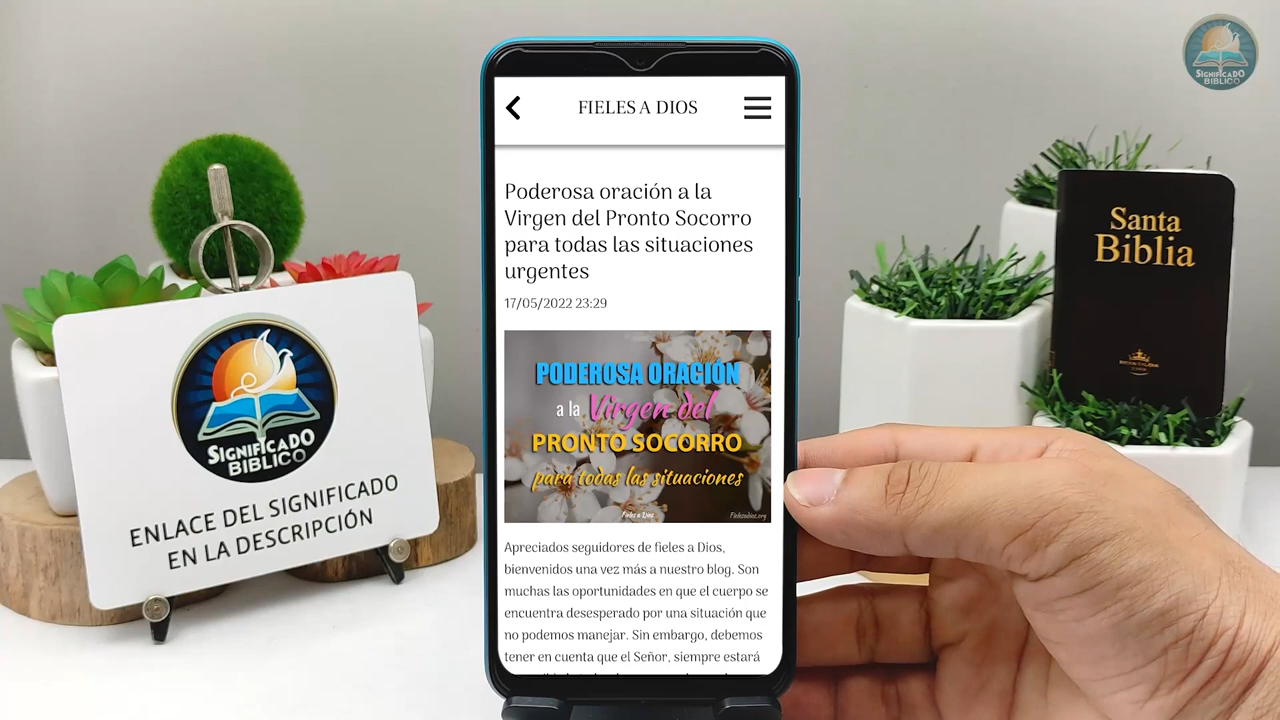 SIGNIFICADO
BIBLICO
ENLACE DEL SIGNIFICADO
EN LA DESCRIPCIÓN
FIELES A DIOS
Poderosa oración a la
Virgen del Pronto Socorro
para todas las situaciones
urgentes
17/05/2022 23:29
PODEROSA ORACIÓN
a la Virgen del
PRONTO SOCORRO
para todas las situaciones
Fieles a Dios
Fielesadios.org
Apreciados seguidores de fieles a Dios,
bienvenidos una vez más a nuestro blog. Son
muchas las oportunidades en que el cuerpo se
encuentra desesperado por una situación que
no podemos manejar. Sin embargo, debemos
tener en cuenta que el Señor, siempre estará
Santa
Biblia
SIGNIFICADO
BIBLICO